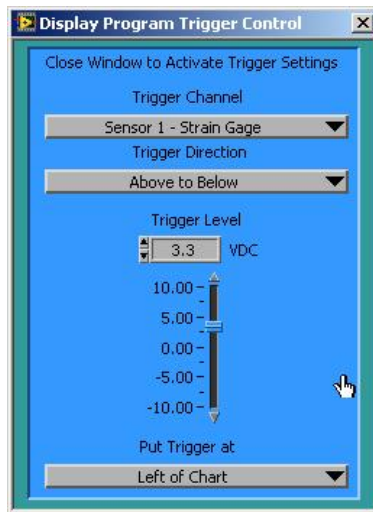 Display Program Trigger Control
Close Window to Activate Trigger Settings
Trigger Channel
Sensor 1 - Strain Gage
Trigger Direction
Above to Below
Trigger Level
3.3 VDC
10.00
5.00
0.00
-5.00
-10.00
Put Trigger at
Left of Chart